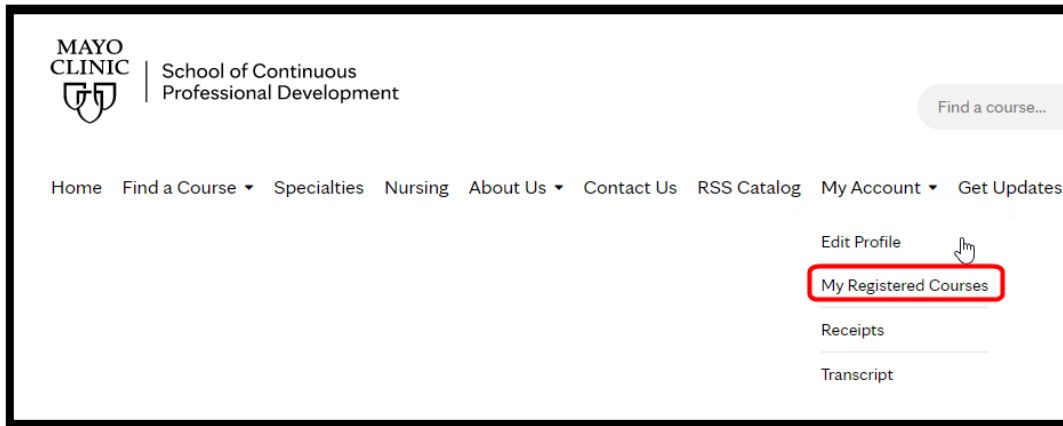 MAYO
CLINIC
School of Continuous
Professional Development
Find a course...
Home Find a Course Specialties Nursing About Us Contact Us RSS Catalog My Account Get Updates
Edit Profile
My Registered Courses
Receipts
Transcript